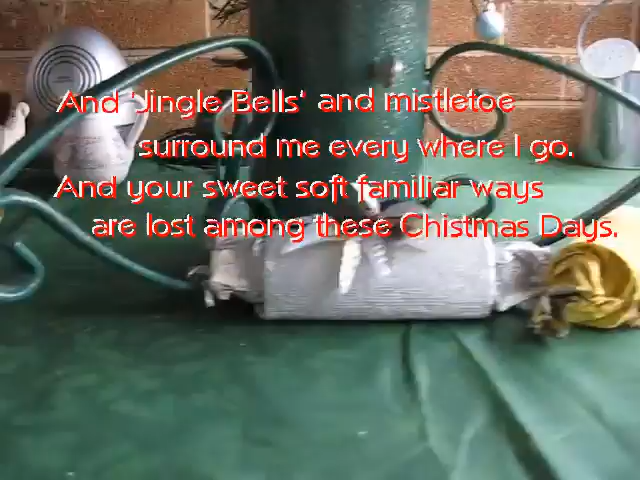 And 'Jingle Bells' and mistletoe
surround me every where I go.
And your sweet soft familiar ways
are lost among these Chistmas Days.